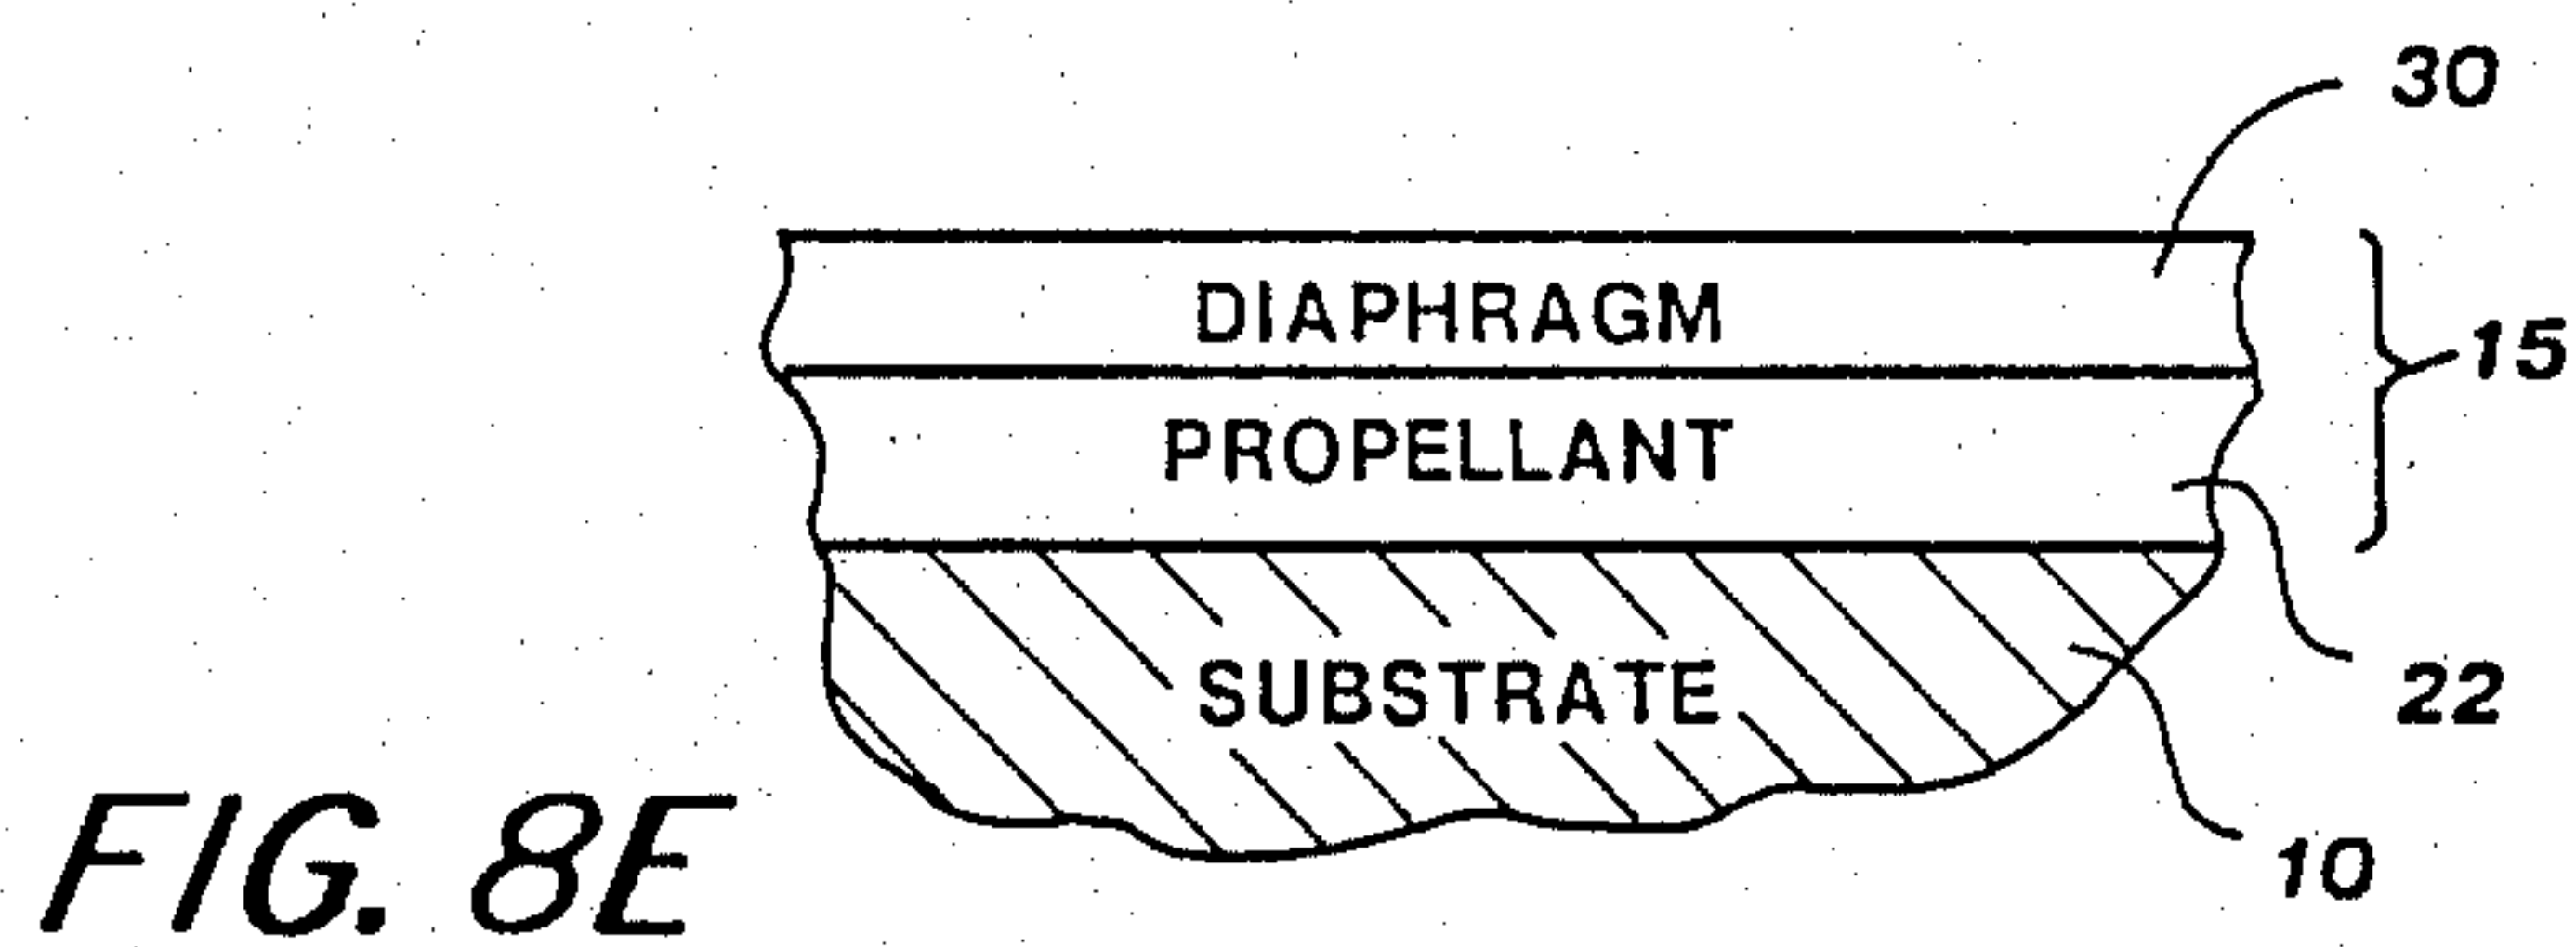 30
DIAPHRAGM
15
PROPELLANT
22
SUBSTRATE
10
FIG. 8E